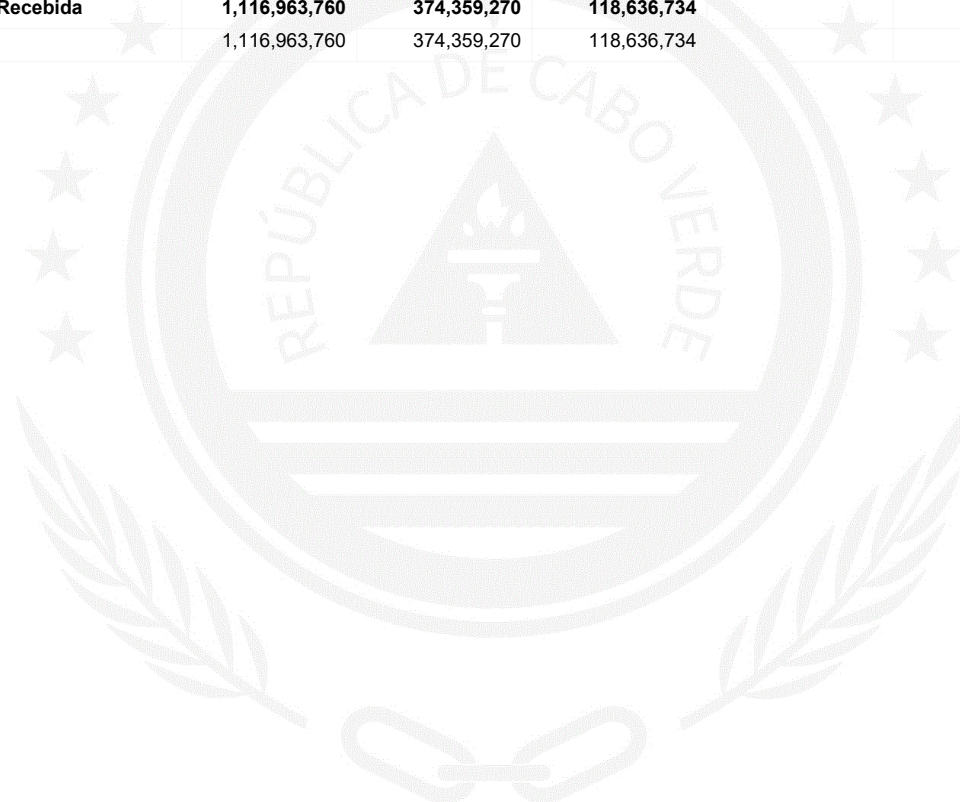 Recebida 1,116,963,760 374,359,270 118,636,734
1,116,963,760 374,359,270 118,636,734
REPÚBLICA DE CABO VERDE